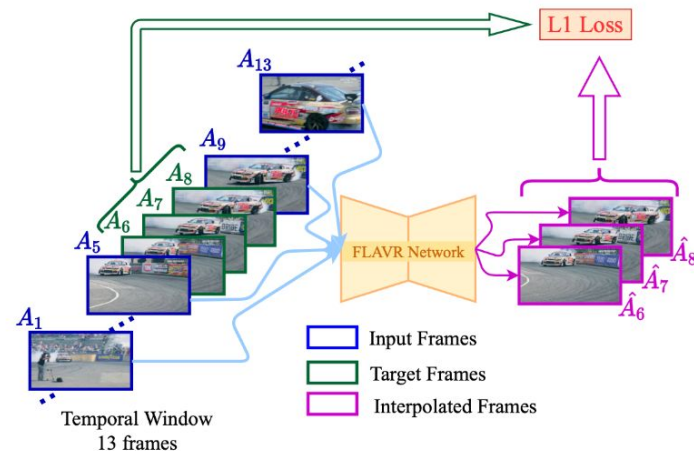 L1 Loss
A₁₃
A₉
A₈
A₇
A₆
A₅
A₁
FLAVR Network
Â₈
Â₇
Â₆
Input Frames
Target Frames
Interpolated Frames
Temporal Window
13 frames